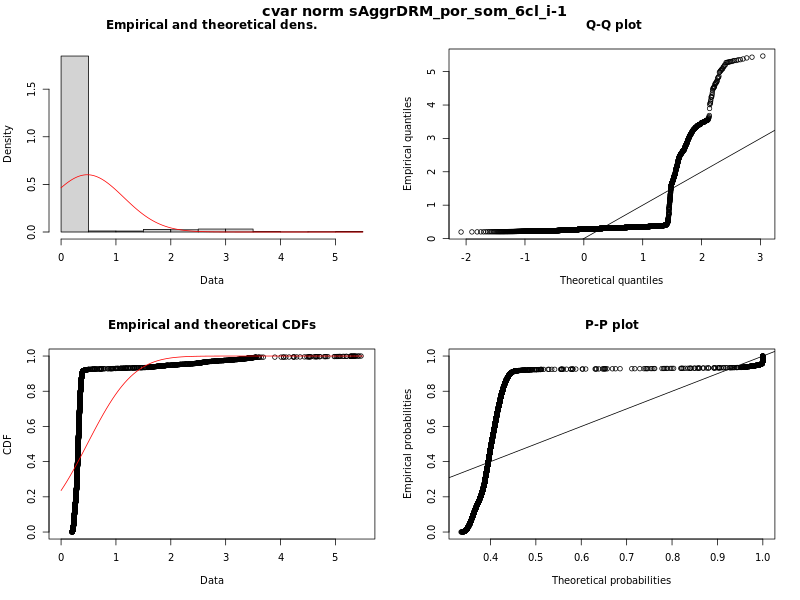 cvar norm sAggrDRM_por_som_6cl_i-1
Empirical and theoretical dens.
Density
0.0 0.5 1.0 1.5
0 1 2 3 4 5
Data
Q-Q plot
Empirical quantiles
0 1 2 3 4 5
-2 -1 0 1 2 3
Theoretical quantiles
Empirical and theoretical CDFs
CDF
0.0 0.2 0.4 0.6 0.8 1.0
0 1 2 3 4 5
Data
P-P plot
Empirical probabilities
0.0 0.2 0.4 0.6 0.8 1.0
0.4 0.5 0.6 0.7 0.8 0.9 1.0
Theoretical probabilities